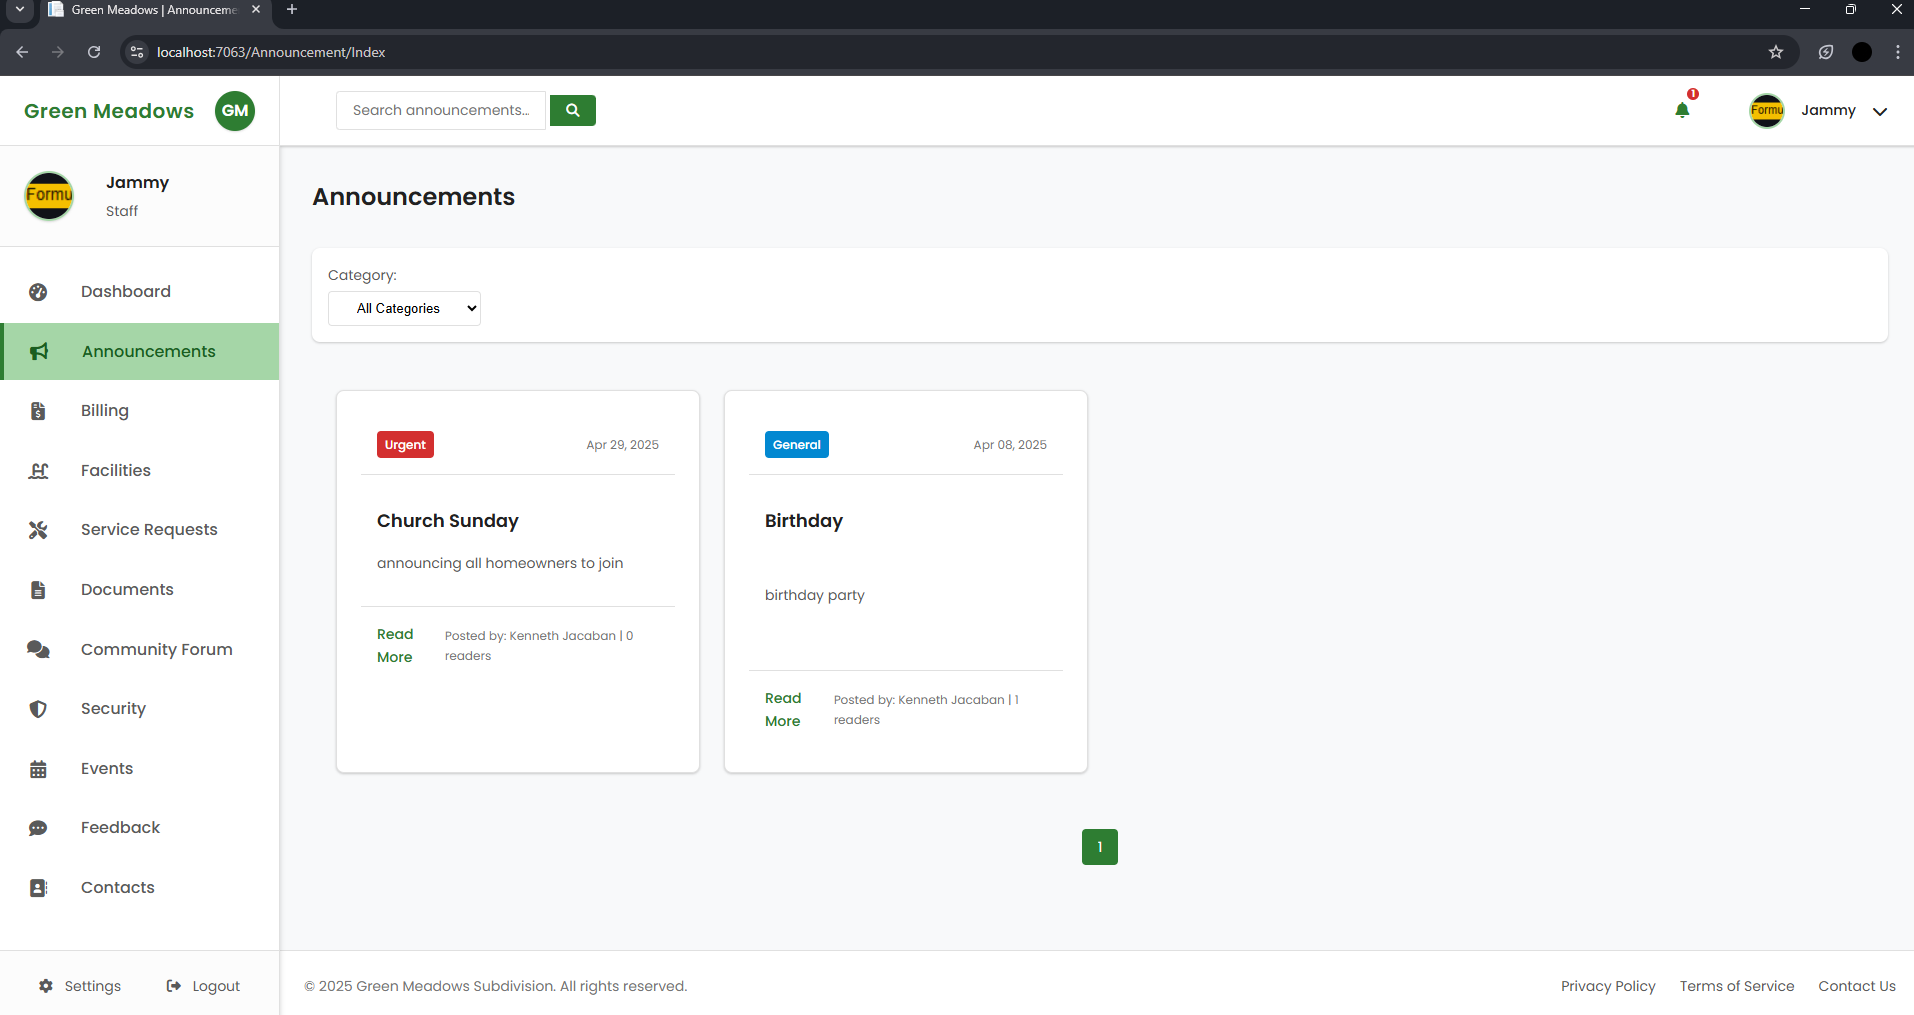 Green Meadows | Announceme
localhost:7063/Announcement/Index
Green Meadows
GM
Search announcements...
1
Formu
Jammy
Formu
Jammy
Staff
Dashboard
Announcements
Billing
Facilities
Service Requests
Documents
Community Forum
Security
Events
Feedback
Contacts
Settings
Logout
Announcements
Category:
All Categories
Urgent
Apr 29, 2025
Church Sunday
announcing all homeowners to join
Read
More
Posted by: Kenneth Jacaban | 0
readers
General
Apr 08, 2025
Birthday
birthday party
Read
More
Posted by: Kenneth Jacaban | 1
readers
1
© 2025 Green Meadows Subdivision. All rights reserved.
Privacy Policy
Terms of Service
Contact Us